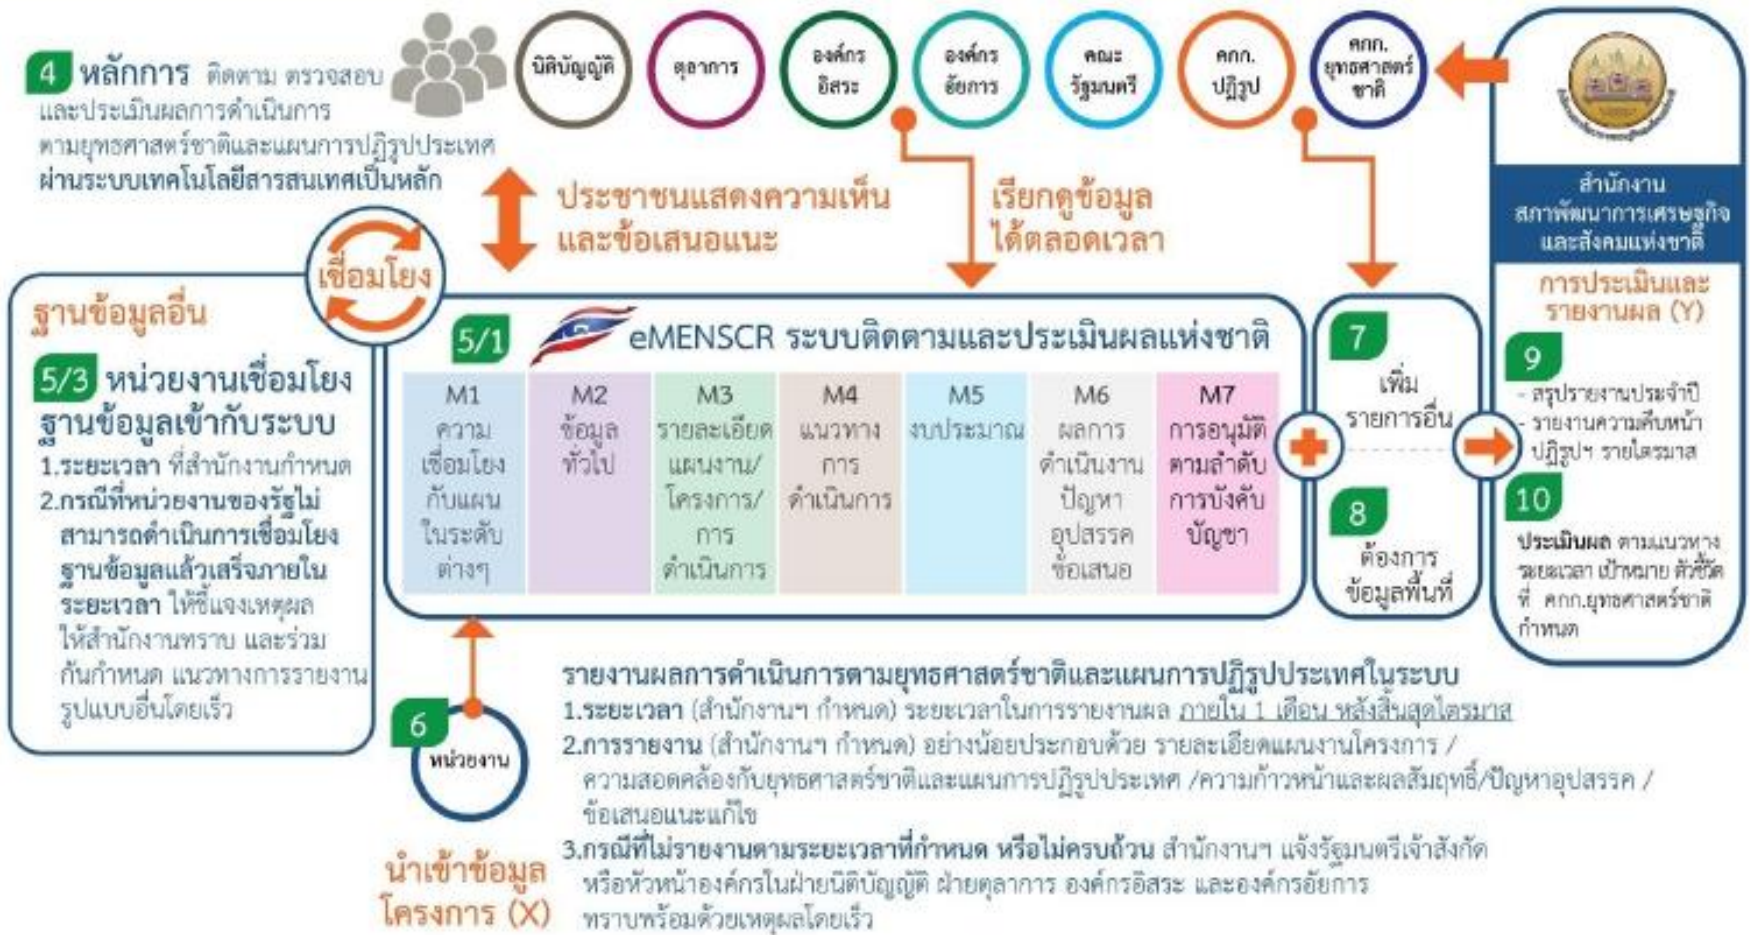 4 หลักการ ติดตาม ตรวจสอบ
และประเมินผลการดำเนินการ
ตามยุทธศาสตร์ชาติและแผนการปฏิรูปประเทศ
ผ่านระบบเทคโนโลยีสารสนเทศเป็นหลัก
นิติบัญญัติ
ตุลาการ
องค์กร
อิสระ
องค์กร
อัยการ
คณะ
รัฐมนตรี
คกก.
ปฏิรูป
คกก.
ยุทธศาสตร์
ชาติ
ประชาชนแสดงความเห็น
และข้อเสนอแนะ
เรียกดูข้อมูล
ได้ตลอดเวลา
สำนักงาน
สภาพัฒนาการเศรษฐกิจ
และสังคมแห่งชาติ
การประเมินและ
รายงานผล (Y)
9
- สรุปรายงานประจำปี
- รายงานความคืบหน้า
ปฏิรูปฯ รายไตรมาส
10
ประเมินผล ตามแนวทาง
ระยะเวลา เป้าหมาย ตัวชี้วัด
ที่ คกก.ยุทธศาสตร์ชาติ
กำหนด
เชื่อมโยง
ฐานข้อมูลอื่น
5/3 หน่วยงานเชื่อมโยง
ฐานข้อมูลเข้ากับระบบ
1.ระยะเวลา ที่สำนักงานกำหนด
2.กรณีที่หน่วยงานของรัฐไม่
สามารถดำเนินการเชื่อมโยง
ฐานข้อมูลแล้วเสร็จภายใน
ระยะเวลา ให้ชี้แจงเหตุผล
ให้สำนักงานทราบ และร่วม
กันกำหนด แนวทางการรายงาน
รูปแบบอื่นโดยเร็ว
5/1 eMENSCR ระบบติดตามและประเมินผลแห่งชาติ
M1
ความ
เชื่อมโยง
กับแผน
ในระดับ
ต่างๆ
M2
ข้อมูล
ทั่วไป
M3
รายละเอียด
แผนงาน/
โครงการ/
การ
ดำเนินการ
M4
แนวทาง
การ
ดำเนินการ
M5
งบประมาณ
M6
ผลการ
ดำเนินงาน
ปัญหา
อุปสรรค
ข้อเสนอ
M7
การอนุมัติ
ตามลำดับ
การบังคับ
บัญชา
7
เพิ่ม
รายการอื่น
8
ต้องการ
ข้อมูลพื้นที่
6
หน่วยงาน
นำเข้าข้อมูล
โครงการ (X)
รายงานผลการดำเนินการตามยุทธศาสตร์ชาติและแผนการปฏิรูปประเทศในระบบ
1.ระยะเวลา (สำนักงานฯ กำหนด) ระยะเวลาในการรายงานผล ภายใน 1 เดือน หลังสิ้นสุดไตรมาส
2.การรายงาน (สำนักงานฯ กำหนด) อย่างน้อยประกอบด้วย รายละเอียดแผนงานโครงการ /
ความสอดคล้องกับยุทธศาสตร์ชาติและแผนการปฏิรูปประเทศ /ความก้าวหน้าและผลสัมฤทธิ์/ปัญหาอุปสรรค /
ข้อเสนอแนะแก้ไข
3.กรณีที่ไม่รายงานตามระยะเวลาที่กำหนด หรือไม่ครบถ้วน สำนักงานฯ แจ้งรัฐมนตรีเจ้าสังกัด
หรือหัวหน้าองค์กรในฝ่ายนิติบัญญัติ ฝ่ายตุลาการ องค์กรอิสระ และองค์กรอัยการ
ทราบพร้อมด้วยเหตุผลโดยเร็ว